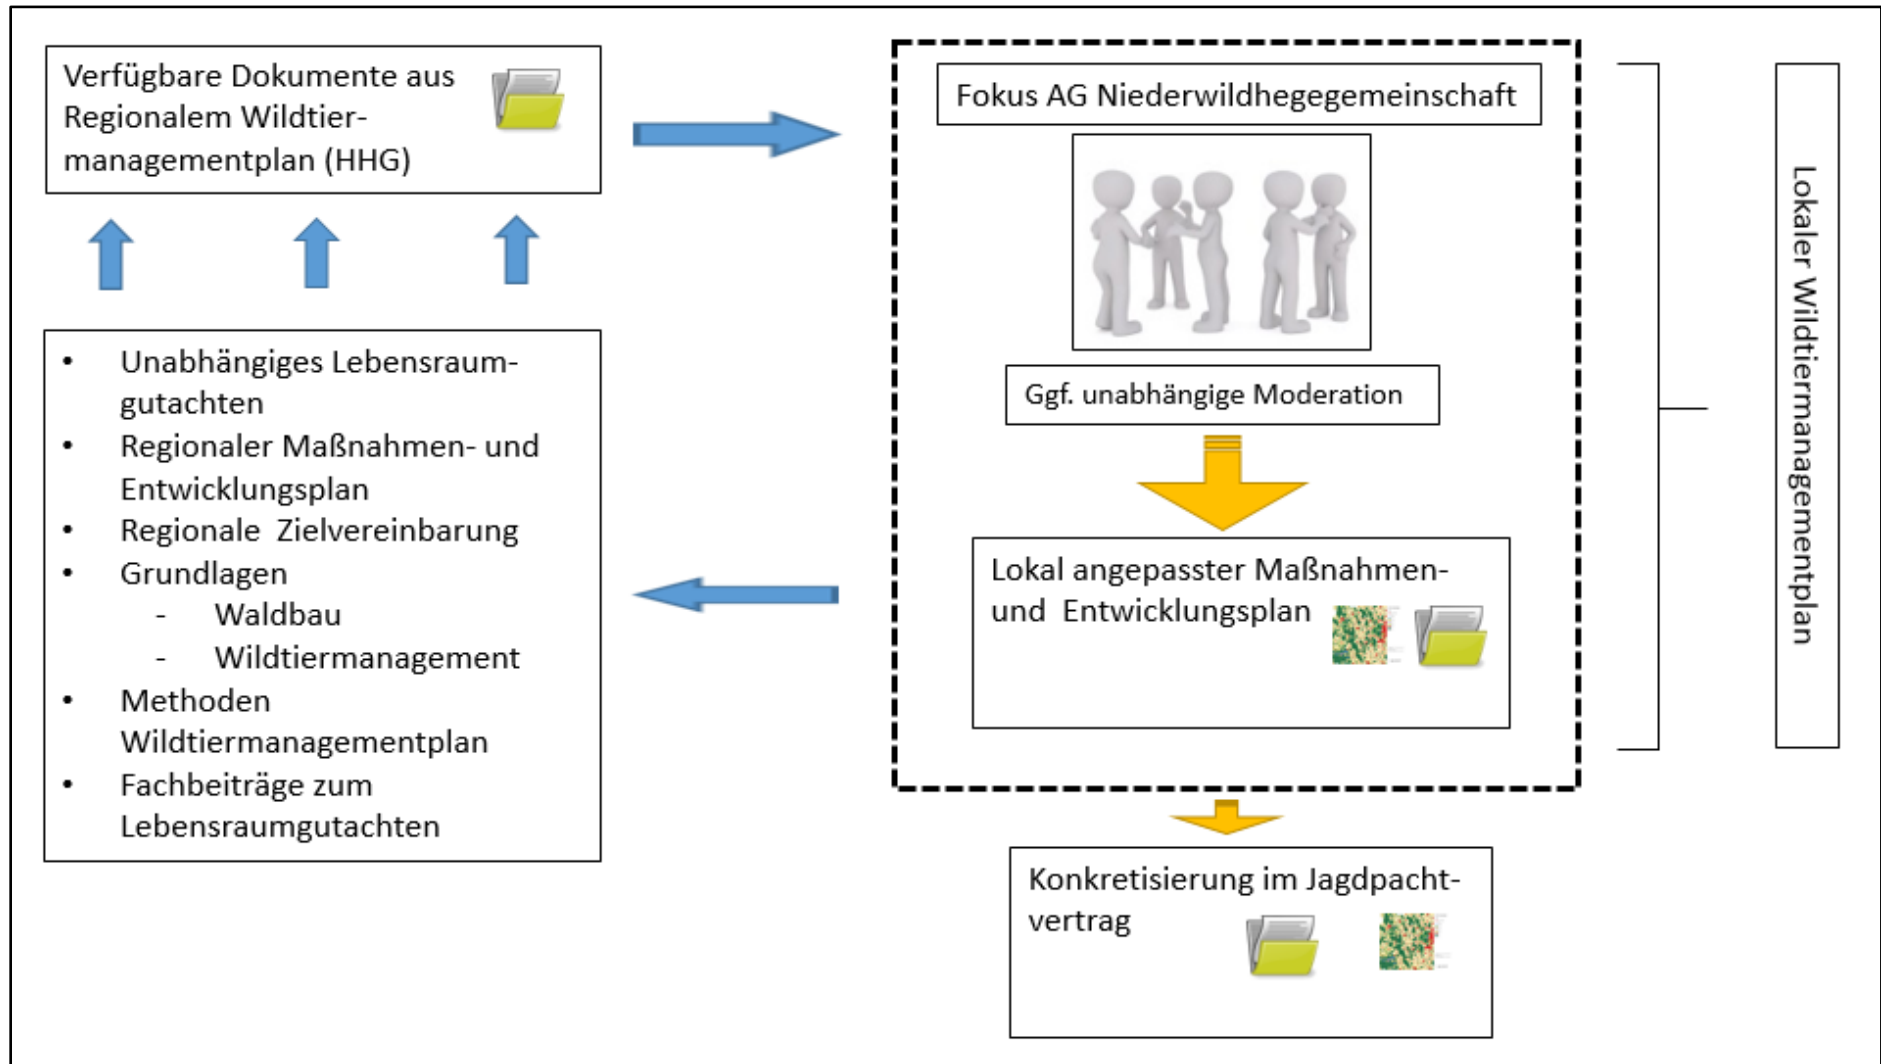 Verfügbare Dokumente aus
Regionalem Wildtier-
managementplan (HHG)
• Unabhängiges Lebensraum-
gutachten
• Regionaler Maßnahmen- und
Entwicklungsplan
• Regionale Zielvereinbarung
• Grundlagen
- Waldbau
- Wildtiermanagement
• Methoden
Wildtiermanagementplan
• Fachbeiträge zum
Lebensraumgutachten
Fokus AG Niederwildhegegemeinschaft
Ggf. unabhängige Moderation
Lokal angepasster Maßnahmen-
und Entwicklungsplan
Konkretisierung im Jagdpacht-
vertrag
Lokaler Wildtiermanagementplan